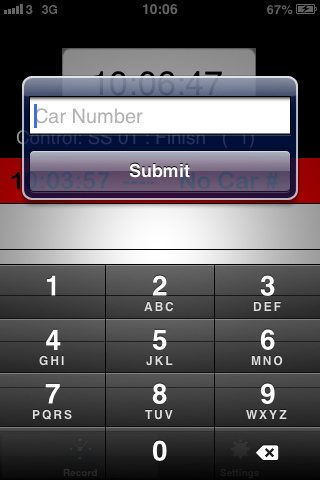 3 3G 10:06 67%
10:06:47
Car Number
Control: SS 01 : Finish ( 1)
Submit
10:03:57 No Car #
1 2 3
ABC DEF
4 5 6
GHI JKL MNO
7 8 9
PQRS TUV WXYZ
0
Record Settings